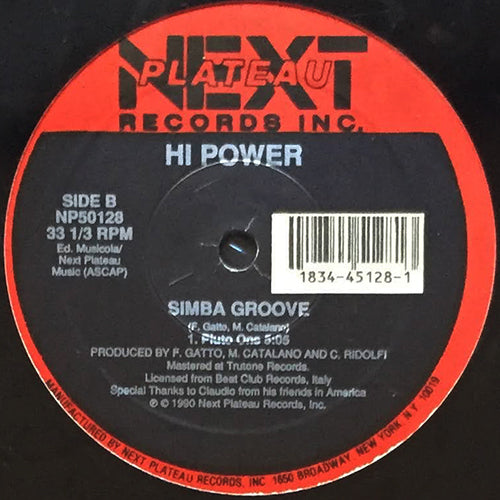 NEXT
PLATEAU
RECORDS INC.
HI POWER
SIDE B
NP50128
33 1/3 RPM
Ed. Musicola/
Next Plateau
Music (ASCAP)
1834-45128-1
SIMBA GROOVE
(F. Gatto, M. Catalano)
1. Pluto One 5:05
PRODUCED BY F. GATTO, M. CATALANO AND C. RIDOLFI
Mastered at Trutone Records.
Licensed from Beat Club Records, Italy
Special Thanks to Claudio from his friends in America
℗ © 1990 Next Plateau Records, Inc.
MANUFACTURED BY NEXT PLATEAU RECORDS, INC 1650 BROADWAY, NEW YORK, N.Y. 10019